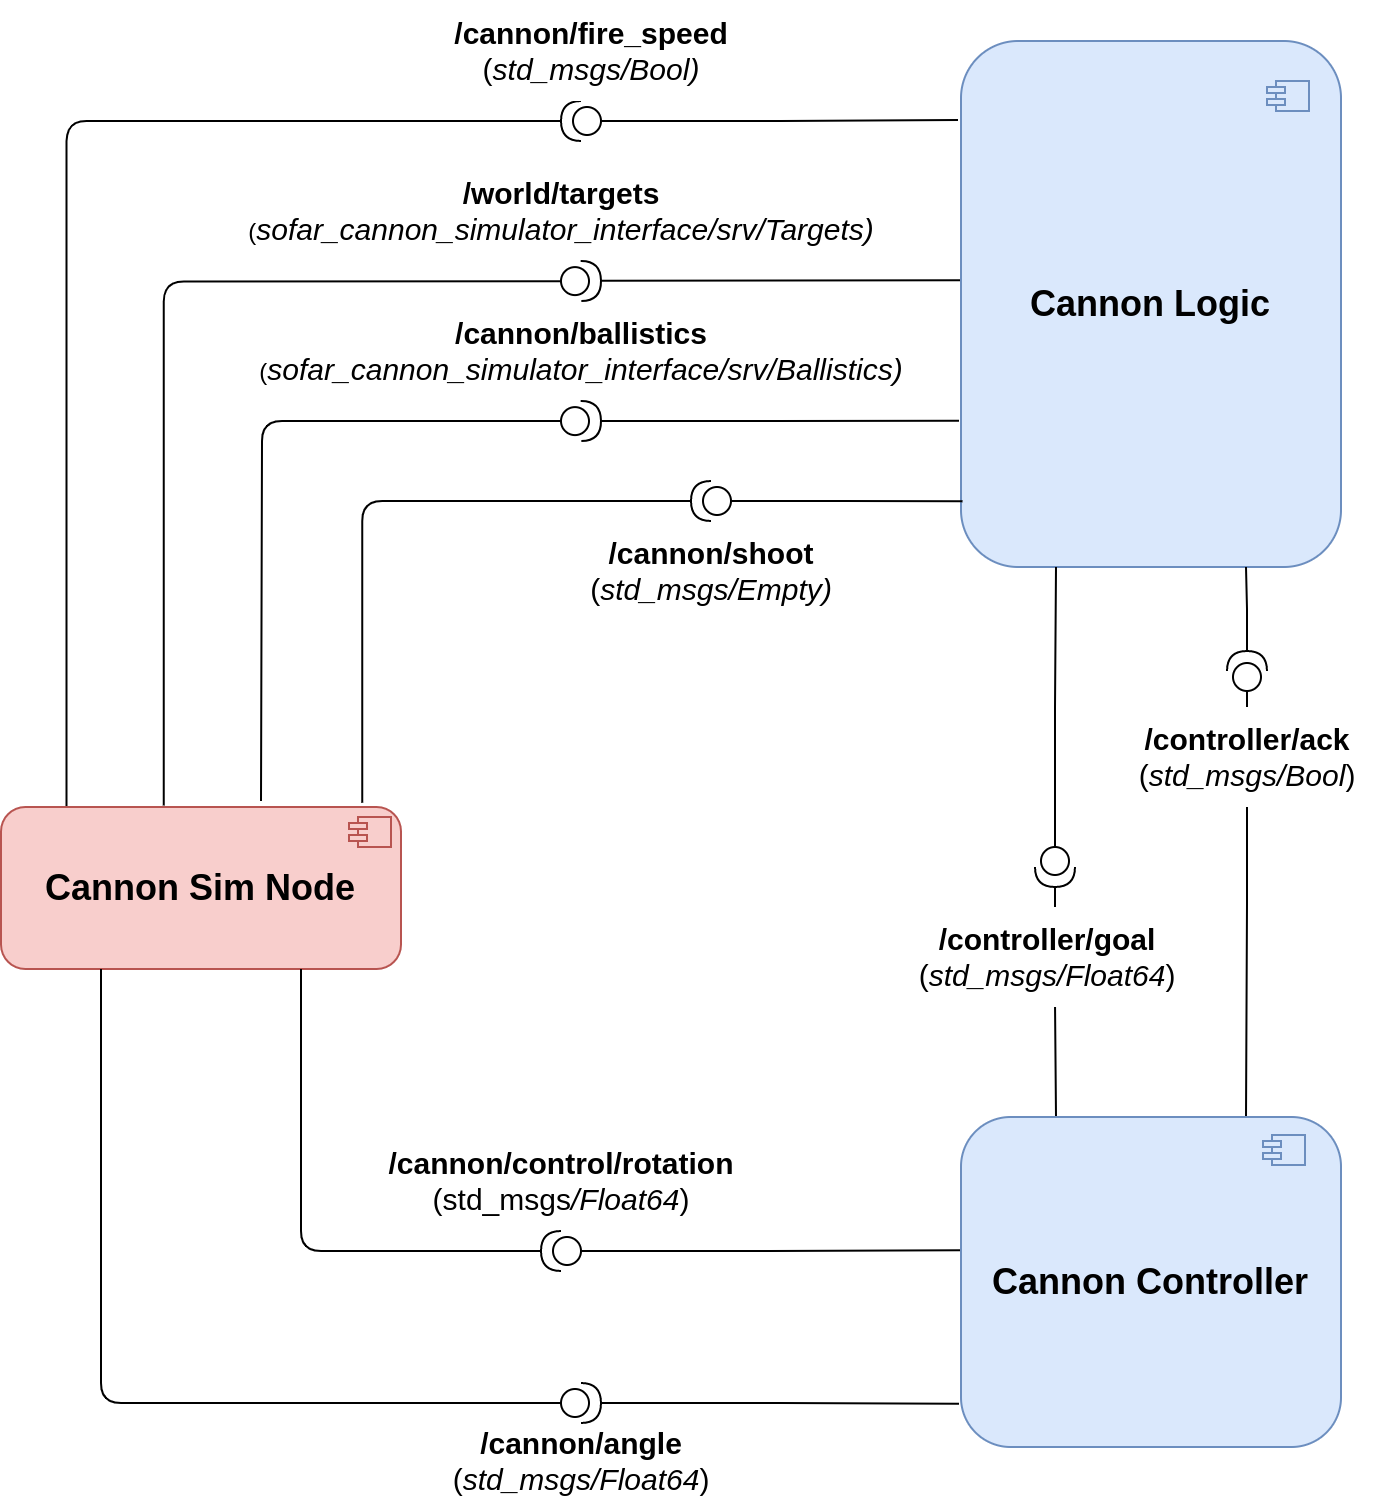 /cannon/fire_speed
(std_msgs/Bool)
/world/targets
(sofar_cannon_simulator_interface/srv/Targets)
Cannon Logic
/cannon/ballistics
(sofar_cannon_simulator_interface/srv/Ballistics)
/cannon/shoot
(std_msgs/Empty)
/controller/ack
(std_msgs/Bool)
Cannon Sim Node
/controller/goal
(std_msgs/Float64)
/cannon/control/rotation
(std_msgs/Float64)
Cannon Controller
/cannon/angle
(std_msgs/Float64)